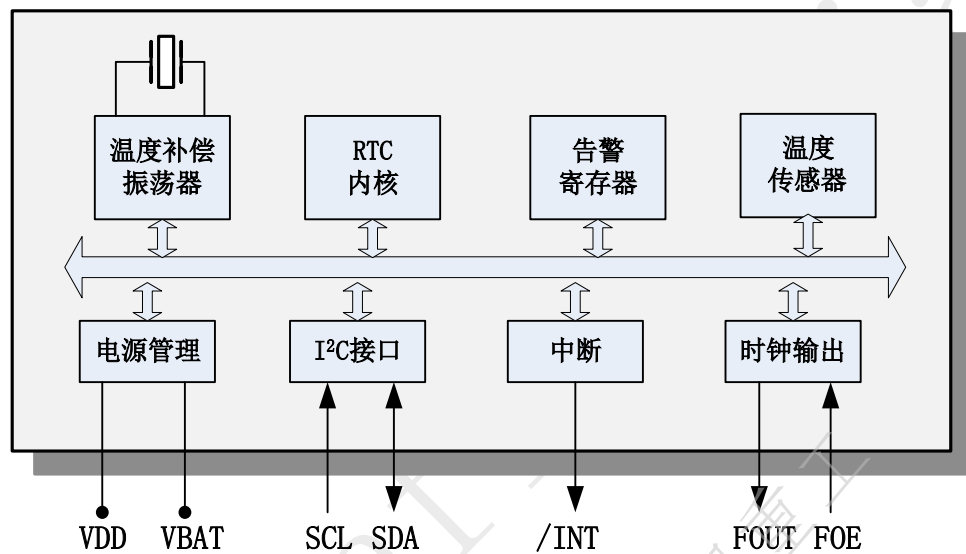 温度补偿
振荡器
RTC
内核
告警
寄存器
温度
传感器
电源管理
I²C接口
中断
时钟输出
VDD VBAT SCL SDA /INT FOUT FOE